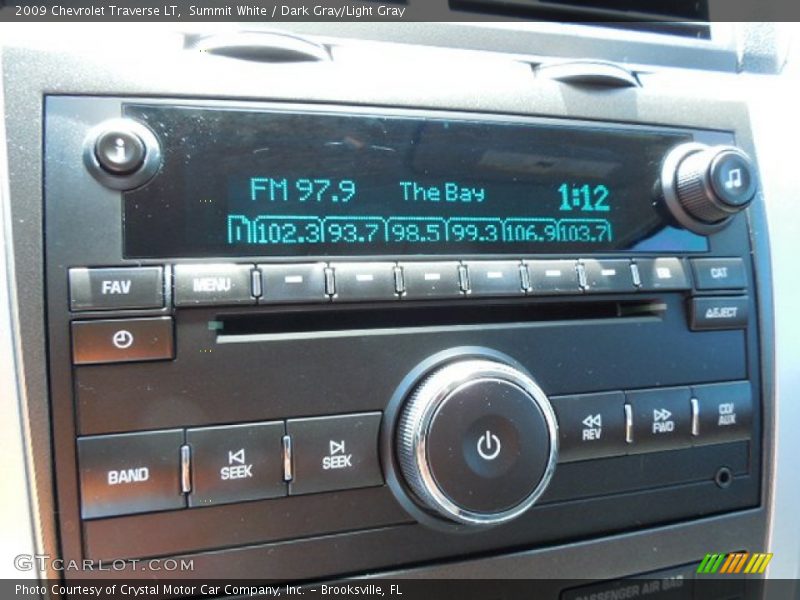 2009 Chevrolet Traverse LT,  Summit White / Dark Gray/Light Gray
i
FM 97.9 The Bay 1:12
102.3 93.7 98.5 99.3 106.9 103.7
FAV MENU CAT
EJECT
BAND SEEK SEEK REV FWD CD/ AUX
GTCARLOT.COM
PASSENGER AIR BAG
Photo Courtesy of Crystal Motor Car Company, Inc. – Brooksville, FL